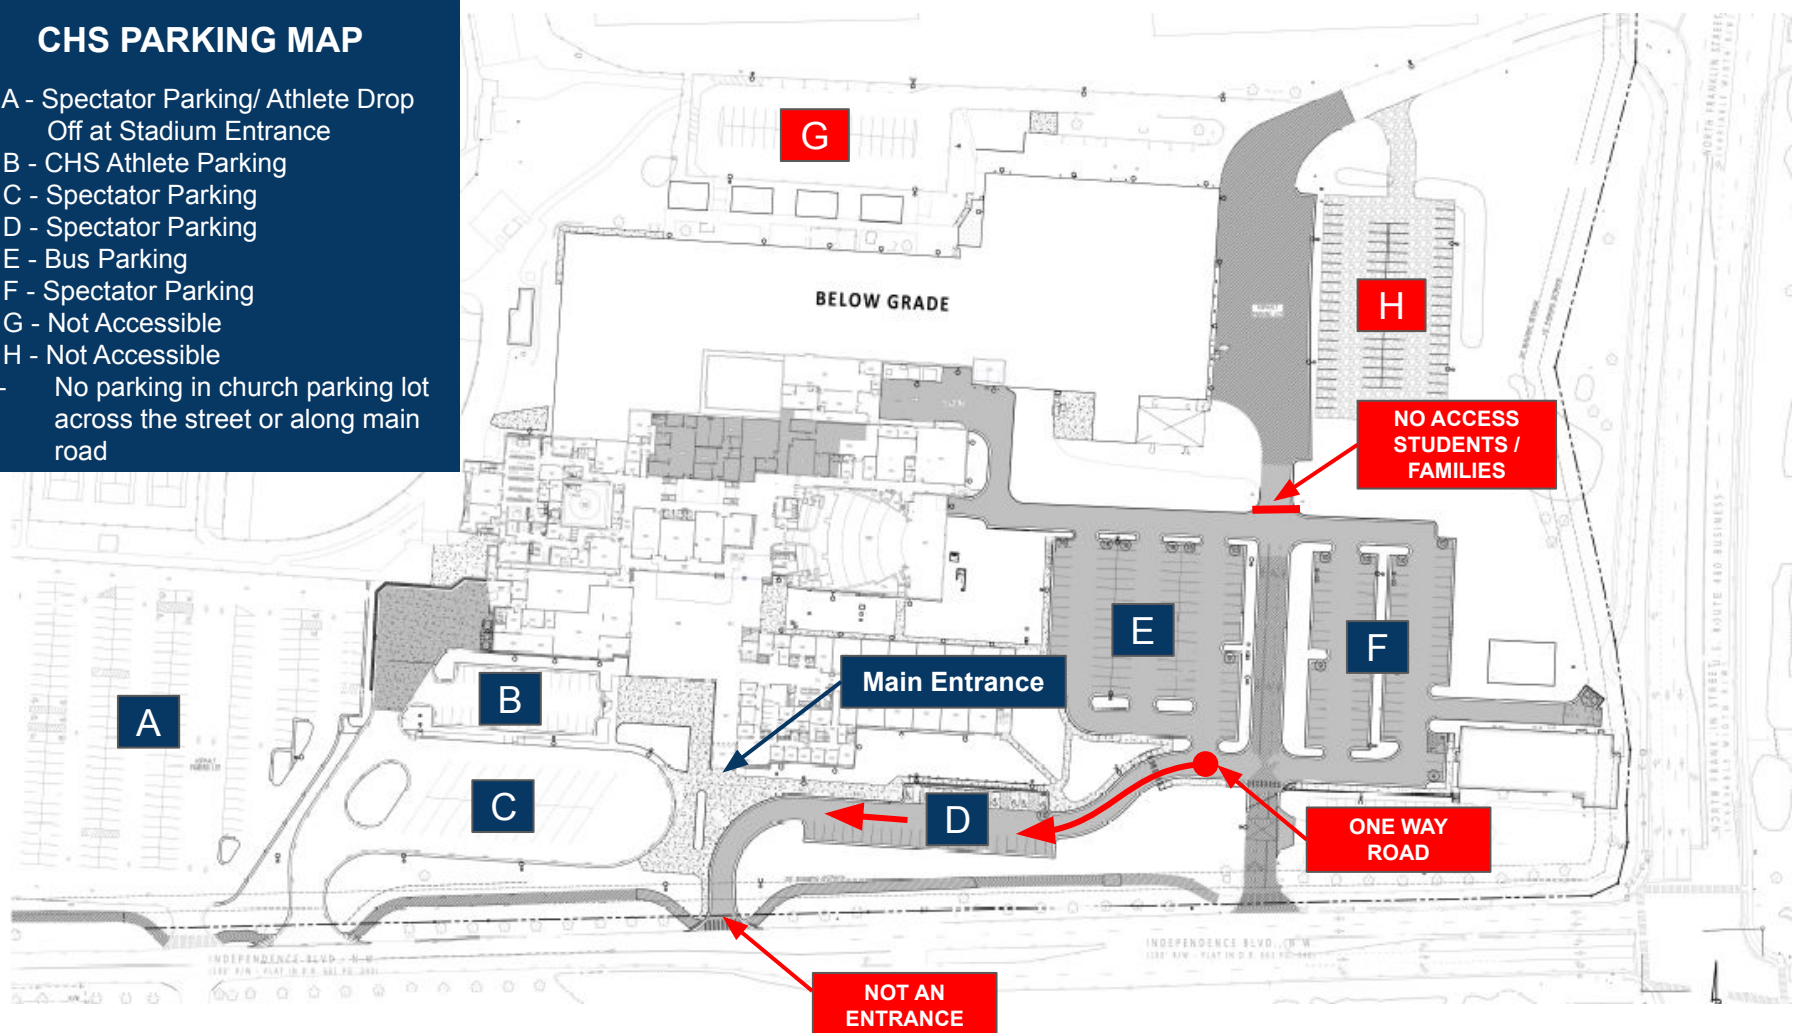 CHS PARKING MAP
A - Spectator Parking/ Athlete Drop
Off at Stadium Entrance
B - CHS Athlete Parking
C - Spectator Parking
D - Spectator Parking
E - Bus Parking
F - Spectator Parking
G - Not Accessible
H - Not Accessible
- No parking in church parking lot
across the street or along main
road
G
BELOW GRADE
H
NO ACCESS
STUDENTS /
FAMILIES
E
F
Main Entrance
B
A
C
D
ONE WAY
ROAD
INDEPENDENCE BLVD., N.W.
INDEPENDENCE BLVD., N.W.
NOT AN
ENTRANCE